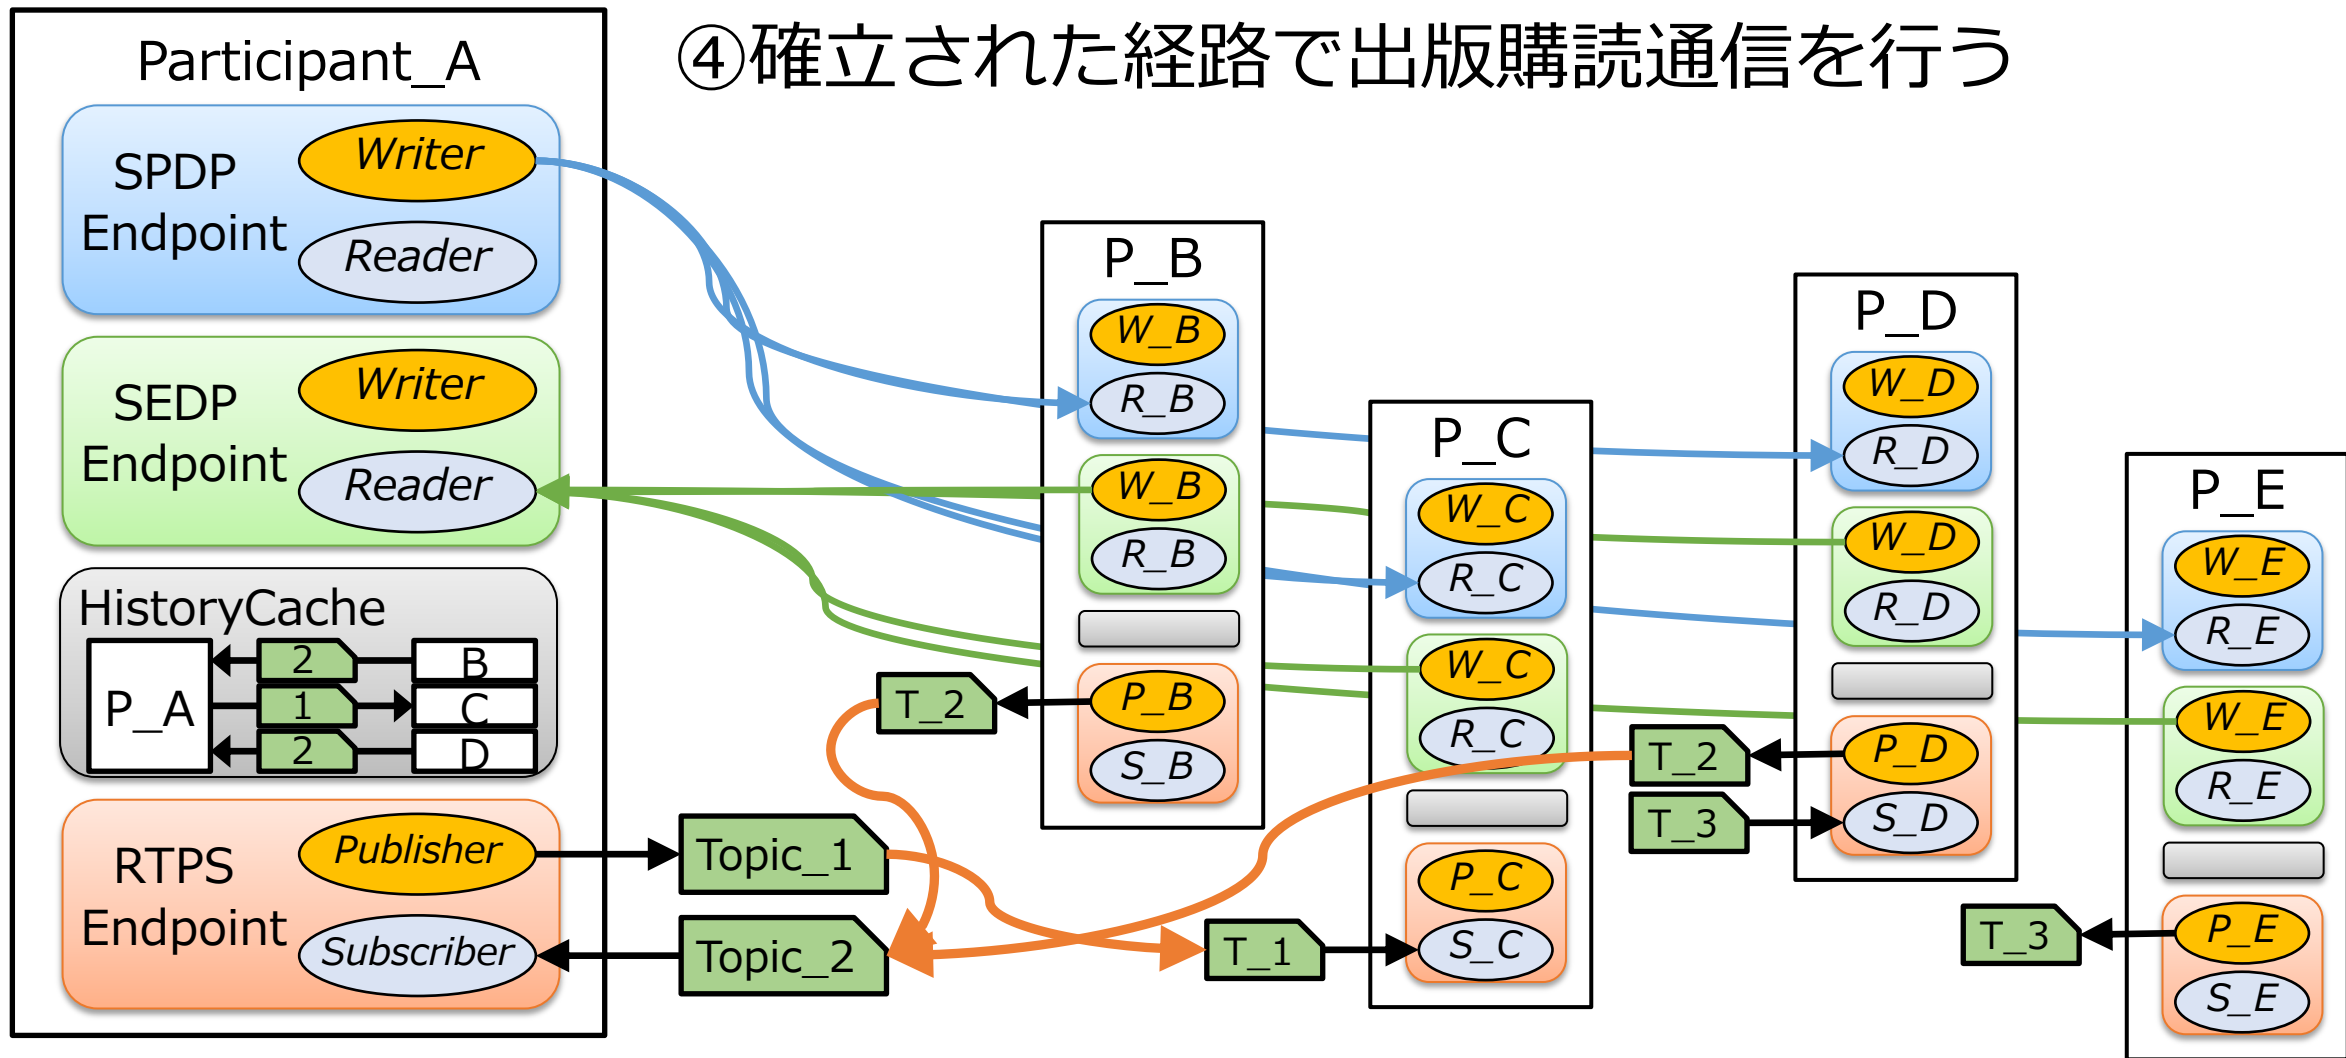 ④確立された経路で出版購読通信を行う
Participant_A
SPDP
Endpoint
Writer
Reader
SEDP
Endpoint
Writer
Reader
HistoryCache
P_A
2
B
1
C
2
D
RTPS
Endpoint
Publisher
Subscriber
Topic_1
Topic_2
P_B
W_B
R_B
W_B
R_B
T_2
P_B
S_B
P_C
W_C
R_C
W_C
R_C
P_C
T_1
S_C
P_D
W_D
R_D
W_D
R_D
T_2
P_D
T_3
S_D
P_E
W_E
R_E
W_E
R_E
T_3
P_E
S_E